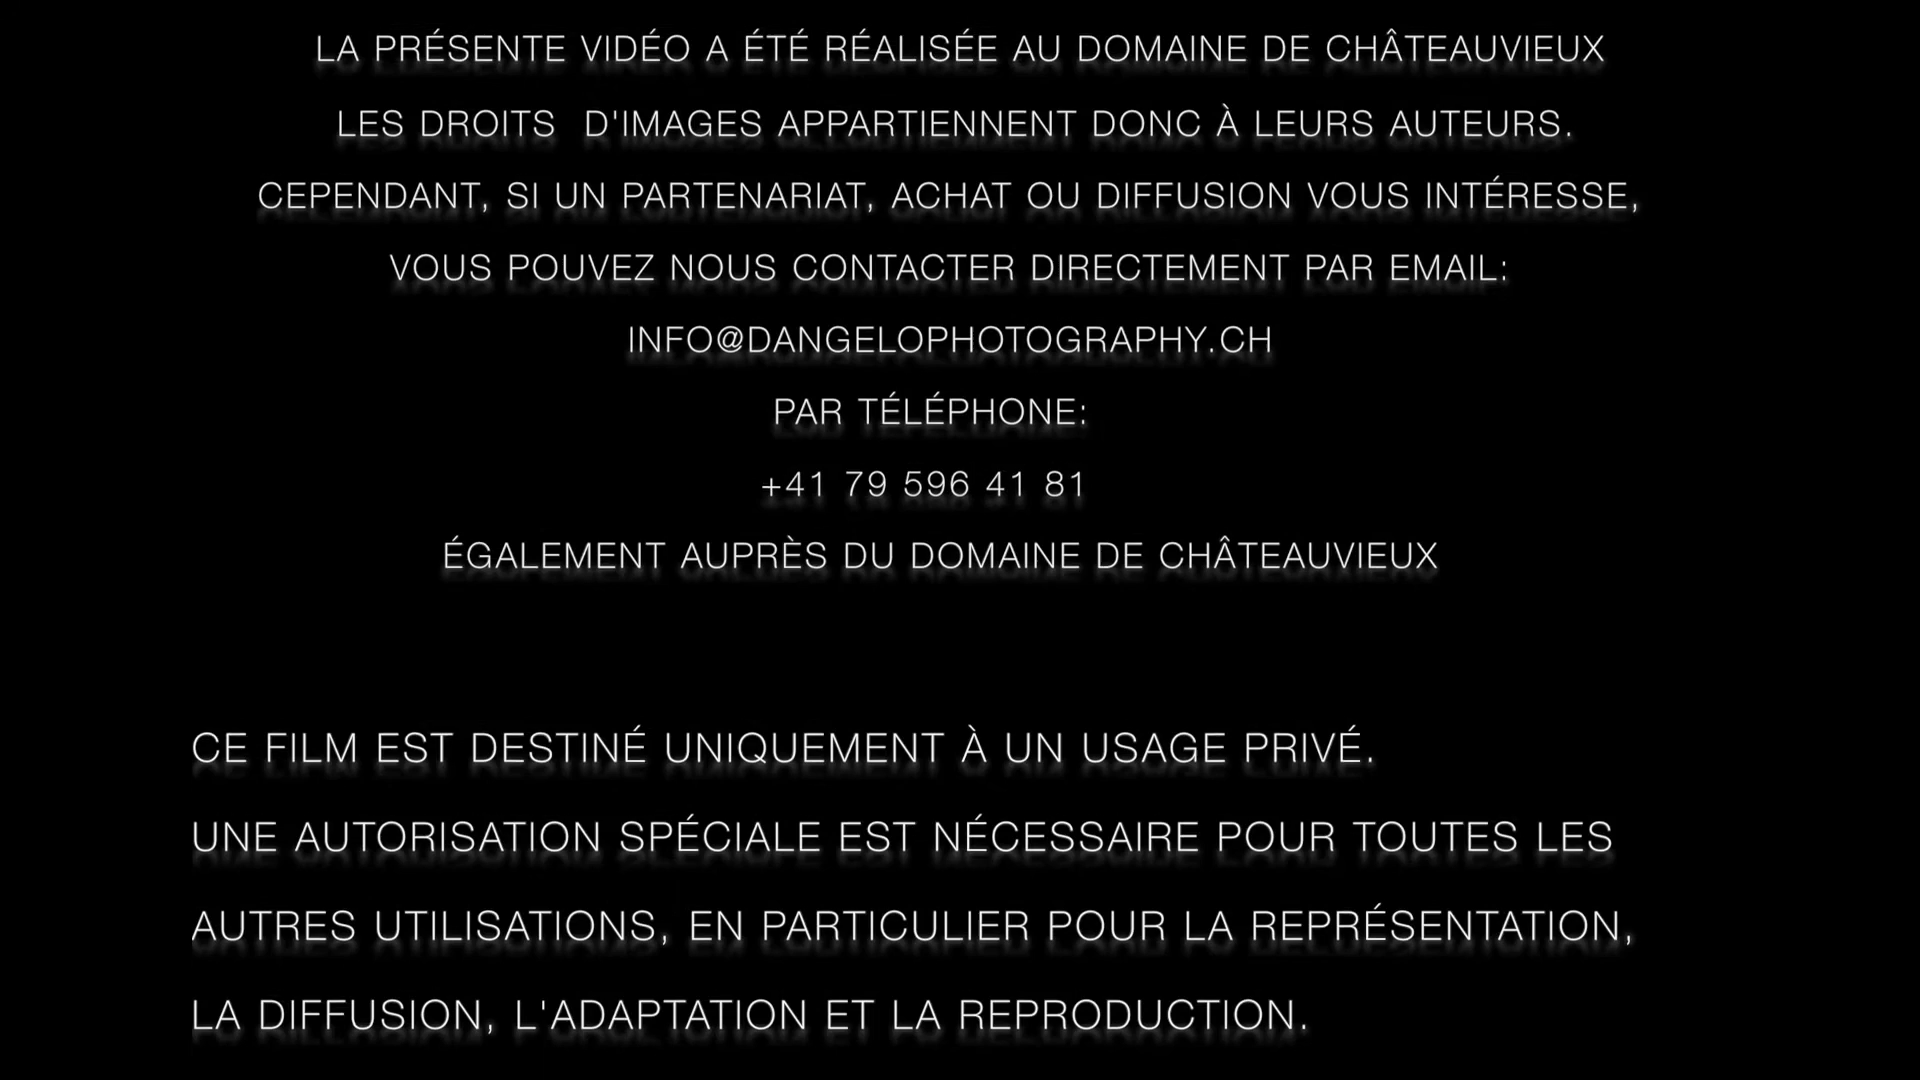 LA PRÉSENTE VIDÉO A ÉTÉ RÉALISÉE AU DOMAINE DE CHÂTEAUVIEUX
LES DROITS  D'IMAGES APPARTIENNENT DONC À LEURS AUTEURS.
CEPENDANT, SI UN PARTENARIAT, ACHAT OU DIFFUSION VOUS INTÉRESSE,
VOUS POUVEZ NOUS CONTACTER DIRECTEMENT PAR EMAIL:
INFO@DANGELOPHOTOGRAPHY.CH
PAR TÉLÉPHONE:
+41 79 596 41 81
ÉGALEMENT AUPRÈS DU DOMAINE DE CHÂTEAUVIEUX
CE FILM EST DESTINÉ UNIQUEMENT À UN USAGE PRIVÉ.
UNE AUTORISATION SPÉCIALE EST NÉCESSAIRE POUR TOUTES LES
AUTRES UTILISATIONS, EN PARTICULIER POUR LA REPRÉSENTATION,
LA DIFFUSION, L'ADAPTATION ET LA REPRODUCTION.